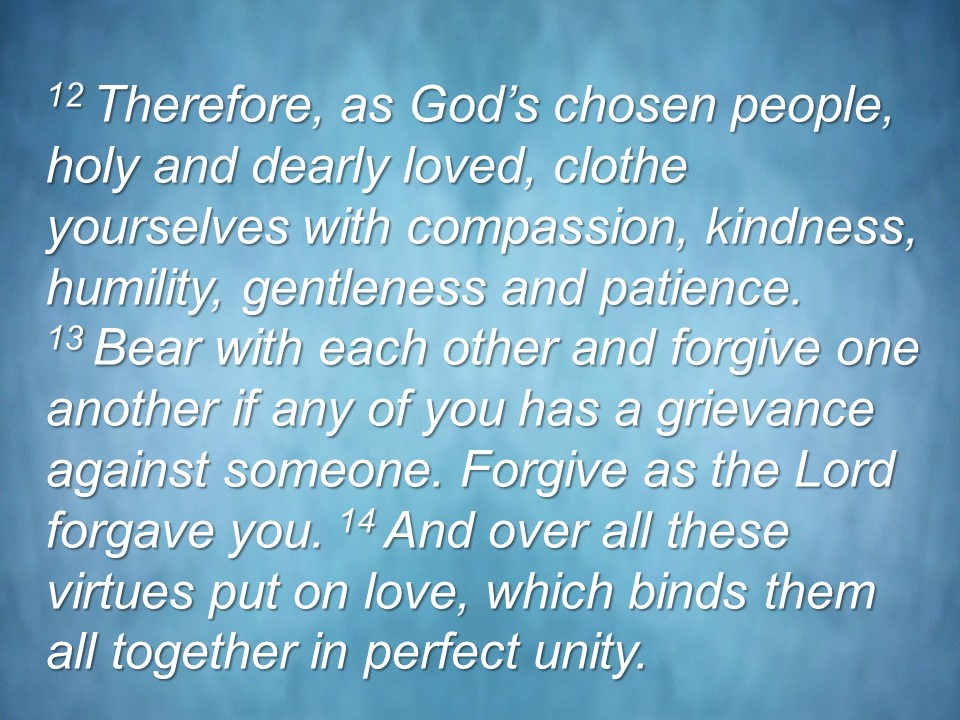 12 Therefore, as God’s chosen people,
holy and dearly loved, clothe
yourselves with compassion, kindness,
humility, gentleness and patience.
13 Bear with each other and forgive one
another if any of you has a grievance
against someone. Forgive as the Lord
forgave you. 14 And over all these
virtues put on love, which binds them
all together in perfect unity.